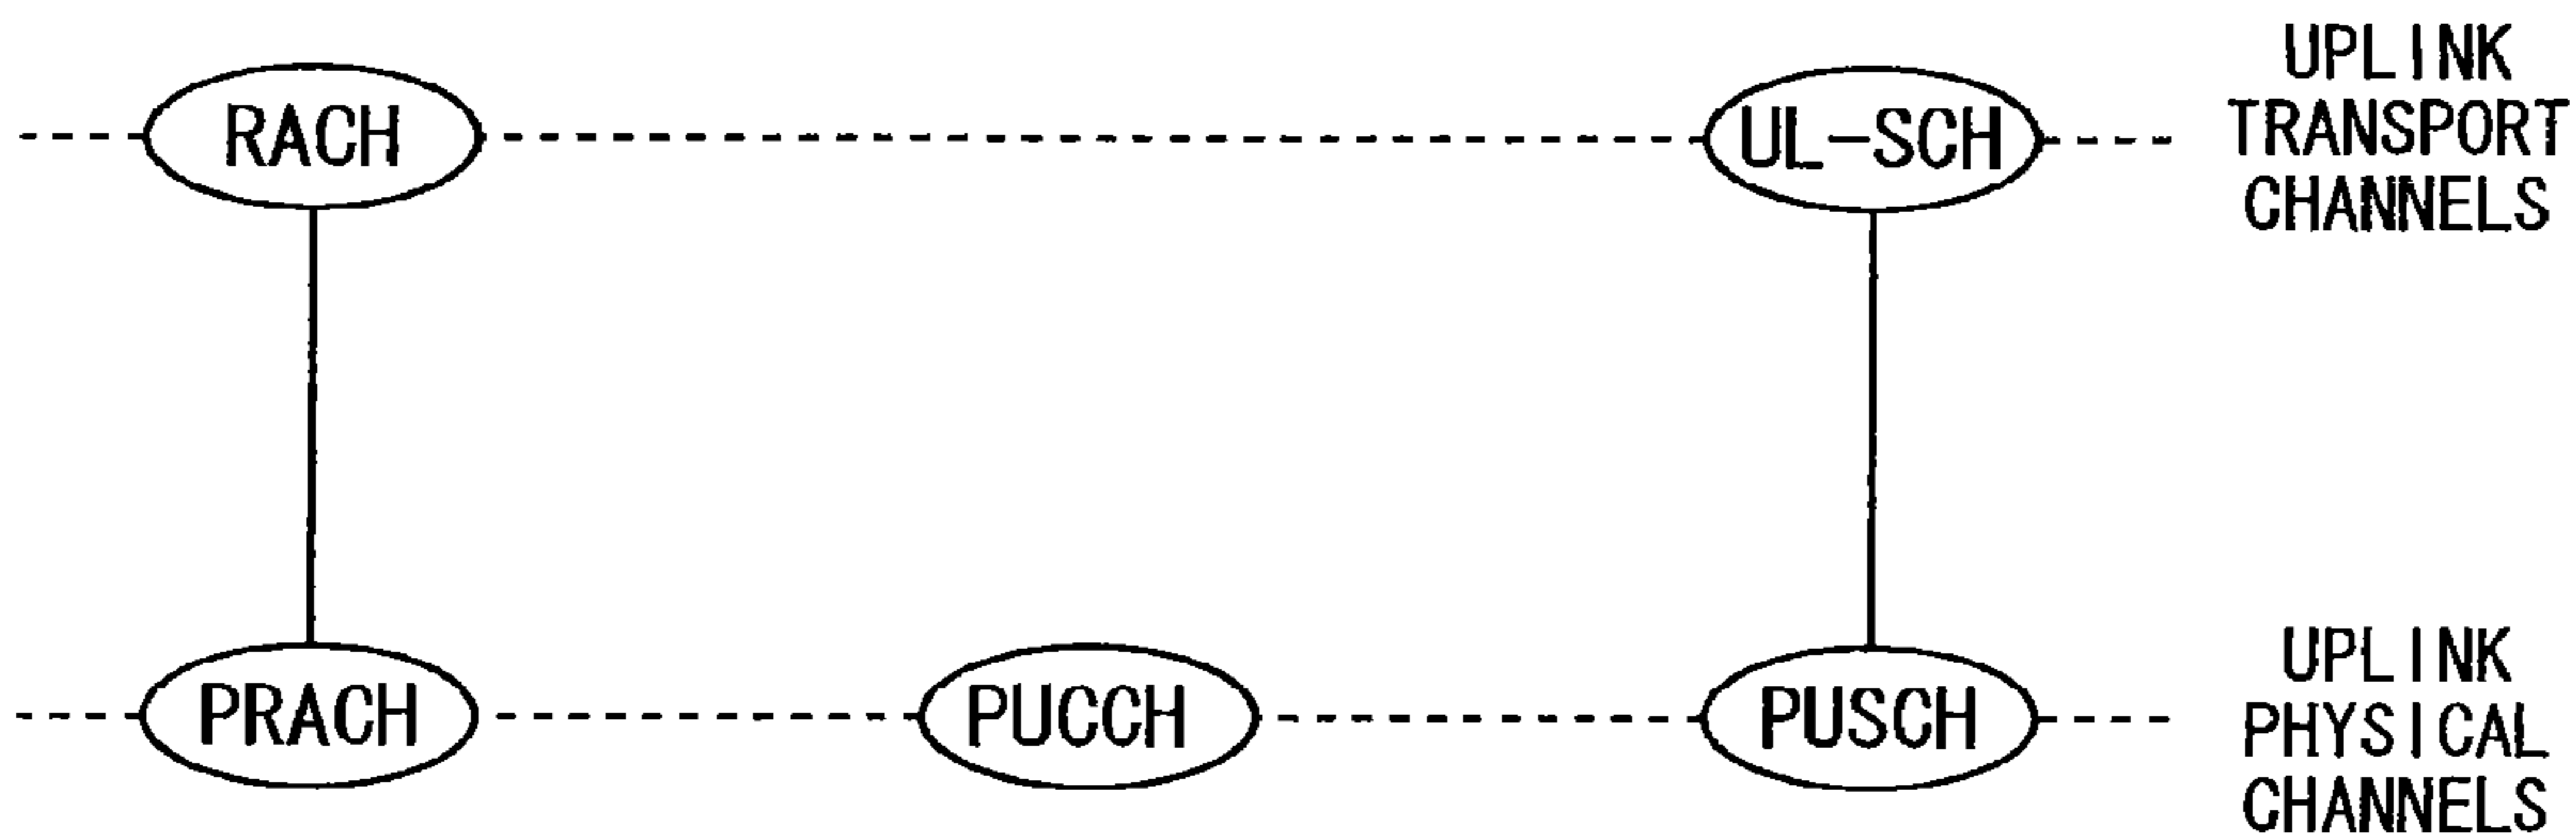 RACH
UL-SCH
UPLINK
TRANSPORT
CHANNELS
PRACH
PUCCH
PUSCH
UPLINK
PHYSICAL
CHANNELS